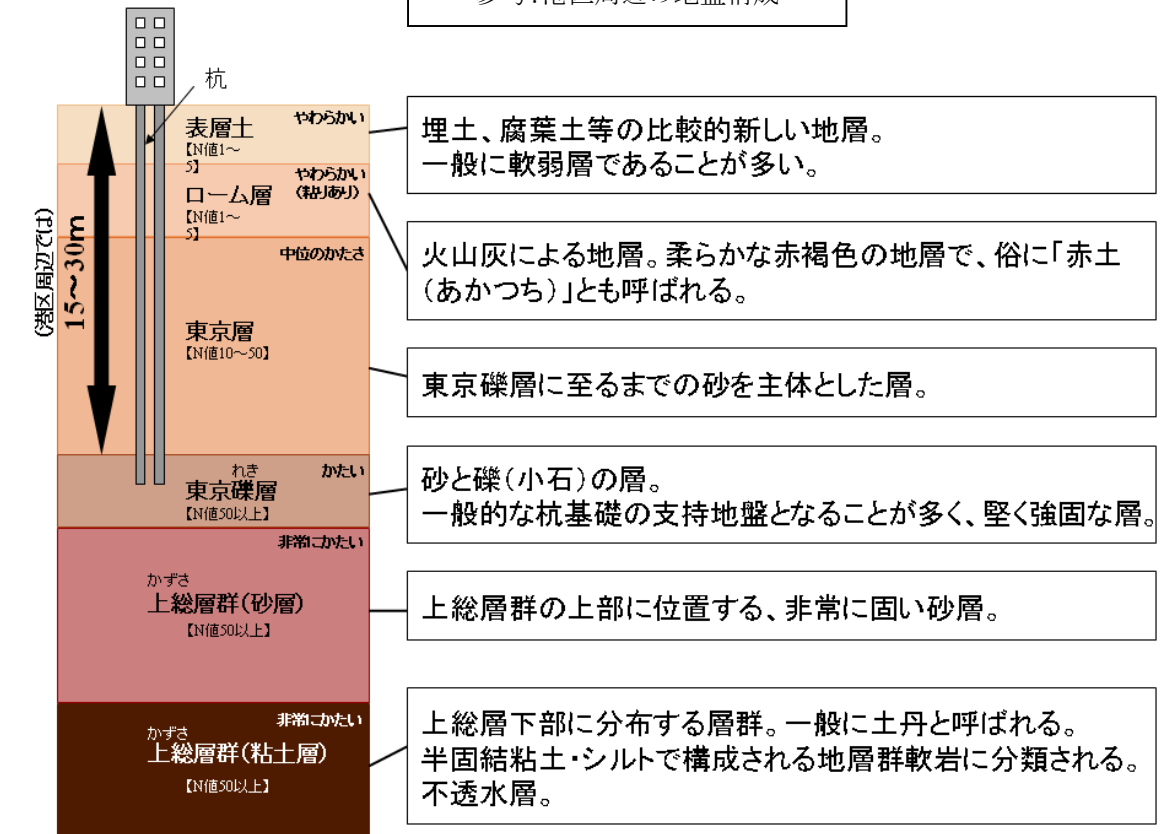 杭
表層土
やわらかい
【N値1～
5】
ローム層
やわらかい
(粘りあり)
【N値1～
5】
中位のかたさ
(港区周辺では)
15～30m
東京層
【N値10～50】
れき
かたい
東京礫層
【N値50以上】
非常にかたい
かずさ
上総層群(砂層)
【N値50以上】
非常にかたい
かずさ
上総層群(粘土層)
【N値50以上】
埋土、腐葉土等の比較的新しい地層。
一般に軟弱層であることが多い。
火山灰による地層。柔らかな赤褐色の地層で、俗に「赤土
(あかつち)」とも呼ばれる。
東京礫層に至るまでの砂を主体とした層。
砂と礫(小石)の層。
一般的な杭基礎の支持地盤となることが多く、堅く強固な層。
上総層群の上部に位置する、非常に固い砂層。
上総層下部に分布する層群。一般に土丹と呼ばれる。
半固結粘土・シルトで構成される地層群軟岩に分類される。
不透水層。